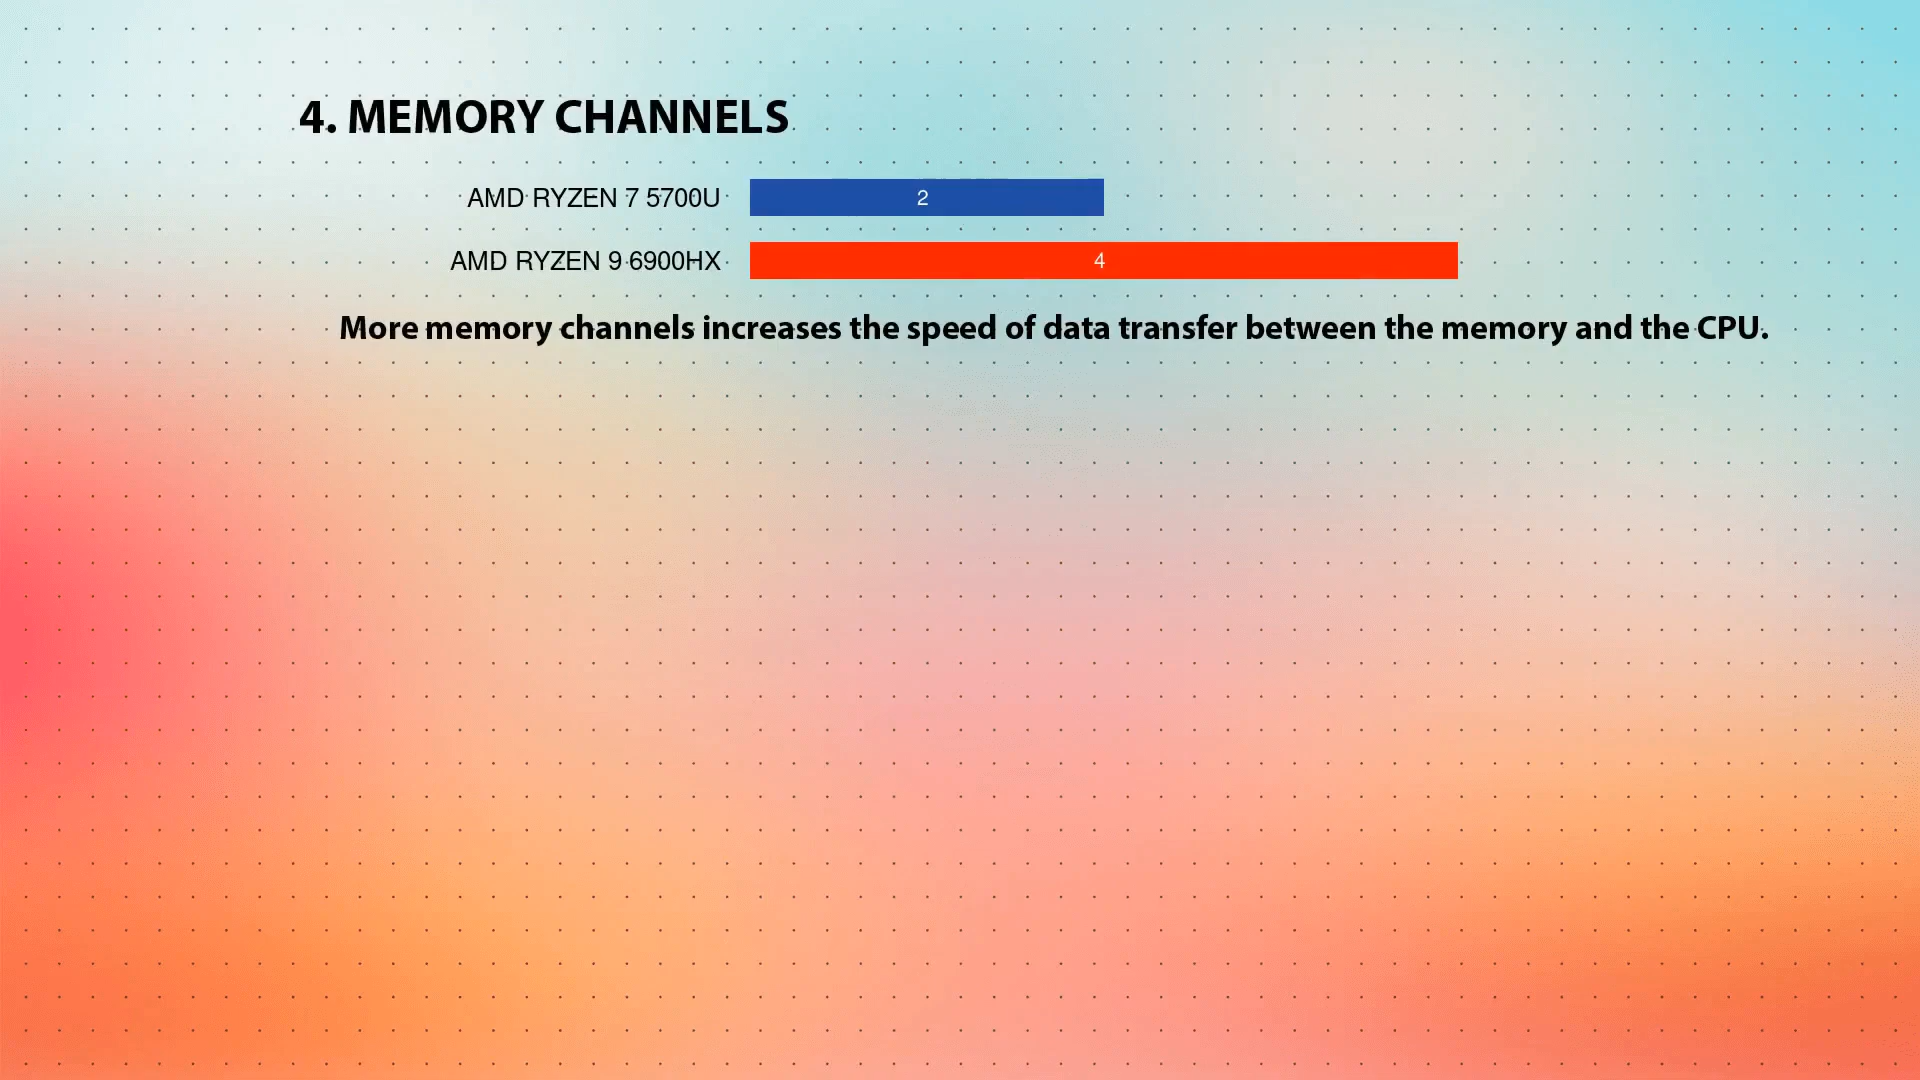 4. MEMORY CHANNELS
AMD RYZEN 7 5700U
2
AMD RYZEN 9 6900HX
4
More memory channels increases the speed of data transfer between the memory and the CPU.